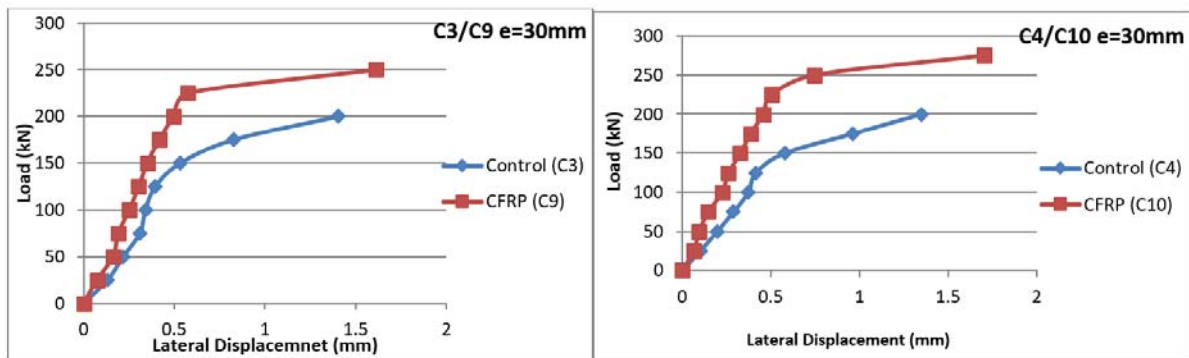 C3/C9 e=30mm
300
250
200
150
100
50
0
Load (kN)
0 0.5 1 1.5 2
Lateral Displacemnet (mm)
Control (C3)
CFRP (C9)
C4/C10 e=30mm
300
250
200
150
100
50
0
Load (kN)
0 0.5 1 1.5 2
Lateral Displacement (mm)
Control (C4)
CFRP (C10)